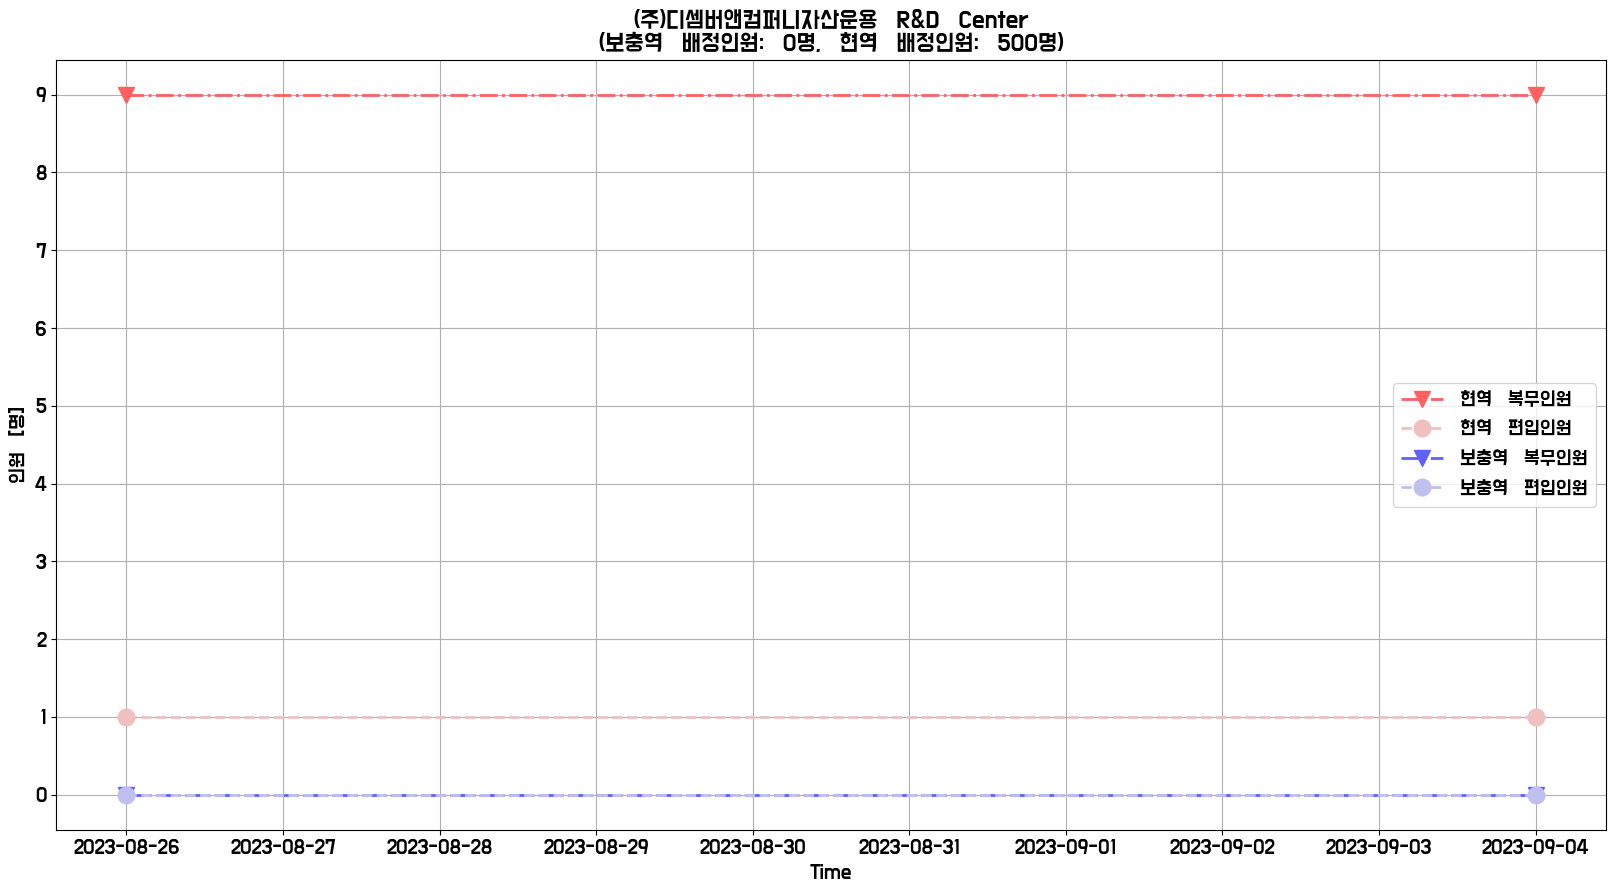 (주)디셈버앤컴퍼니자산운용 R&D Center
(보충역 배정인원: 0명, 현역 배정인원: 500명)
9
8
7
6
5
4
3
2
1
0
인원 [명]
현역 복무인원
현역 편입인원
보충역 복무인원
보충역 편입인원
2023-08-26 2023-08-27 2023-08-28 2023-08-29 2023-08-30 2023-08-31 2023-09-01 2023-09-02 2023-09-03 2023-09-04
Time